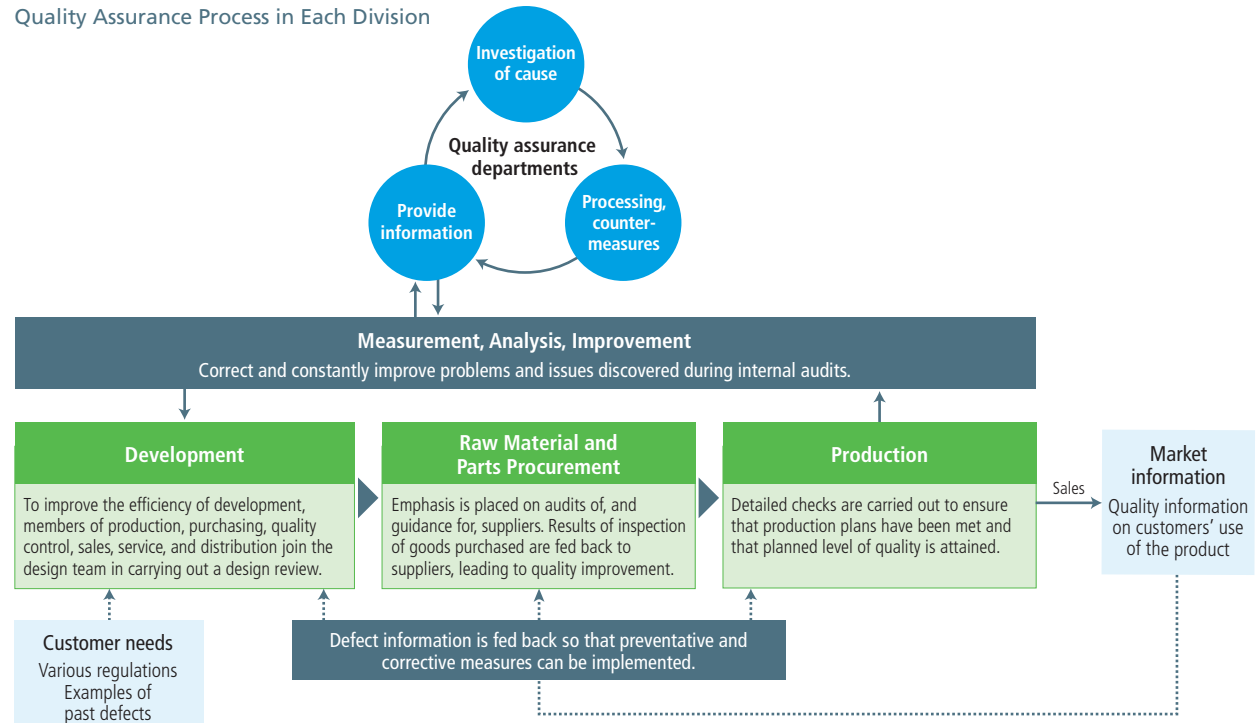 Quality Assurance Process in Each Division
Investigation
of cause
Quality assurance
departments
Provide
information
Processing,
counter-
measures
Measurement, Analysis, Improvement
Correct and constantly improve problems and issues discovered during internal audits.
Development
To improve the efficiency of development,
members of production, purchasing, quality
control, sales, service, and distribution join the
design team in carrying out a design review.
Raw Material and
Parts Procurement
Emphasis is placed on audits of, and
guidance for, suppliers. Results of inspection
of goods purchased are fed back to
suppliers, leading to quality improvement.
Production
Detailed checks are carried out to ensure
that production plans have been met and
that planned level of quality is attained.
Sales
Market
information
Quality information
on customers’ use
of the product
Customer needs
Various regulations
Examples of
past defects
Defect information is fed back so that preventative and
corrective measures can be implemented.